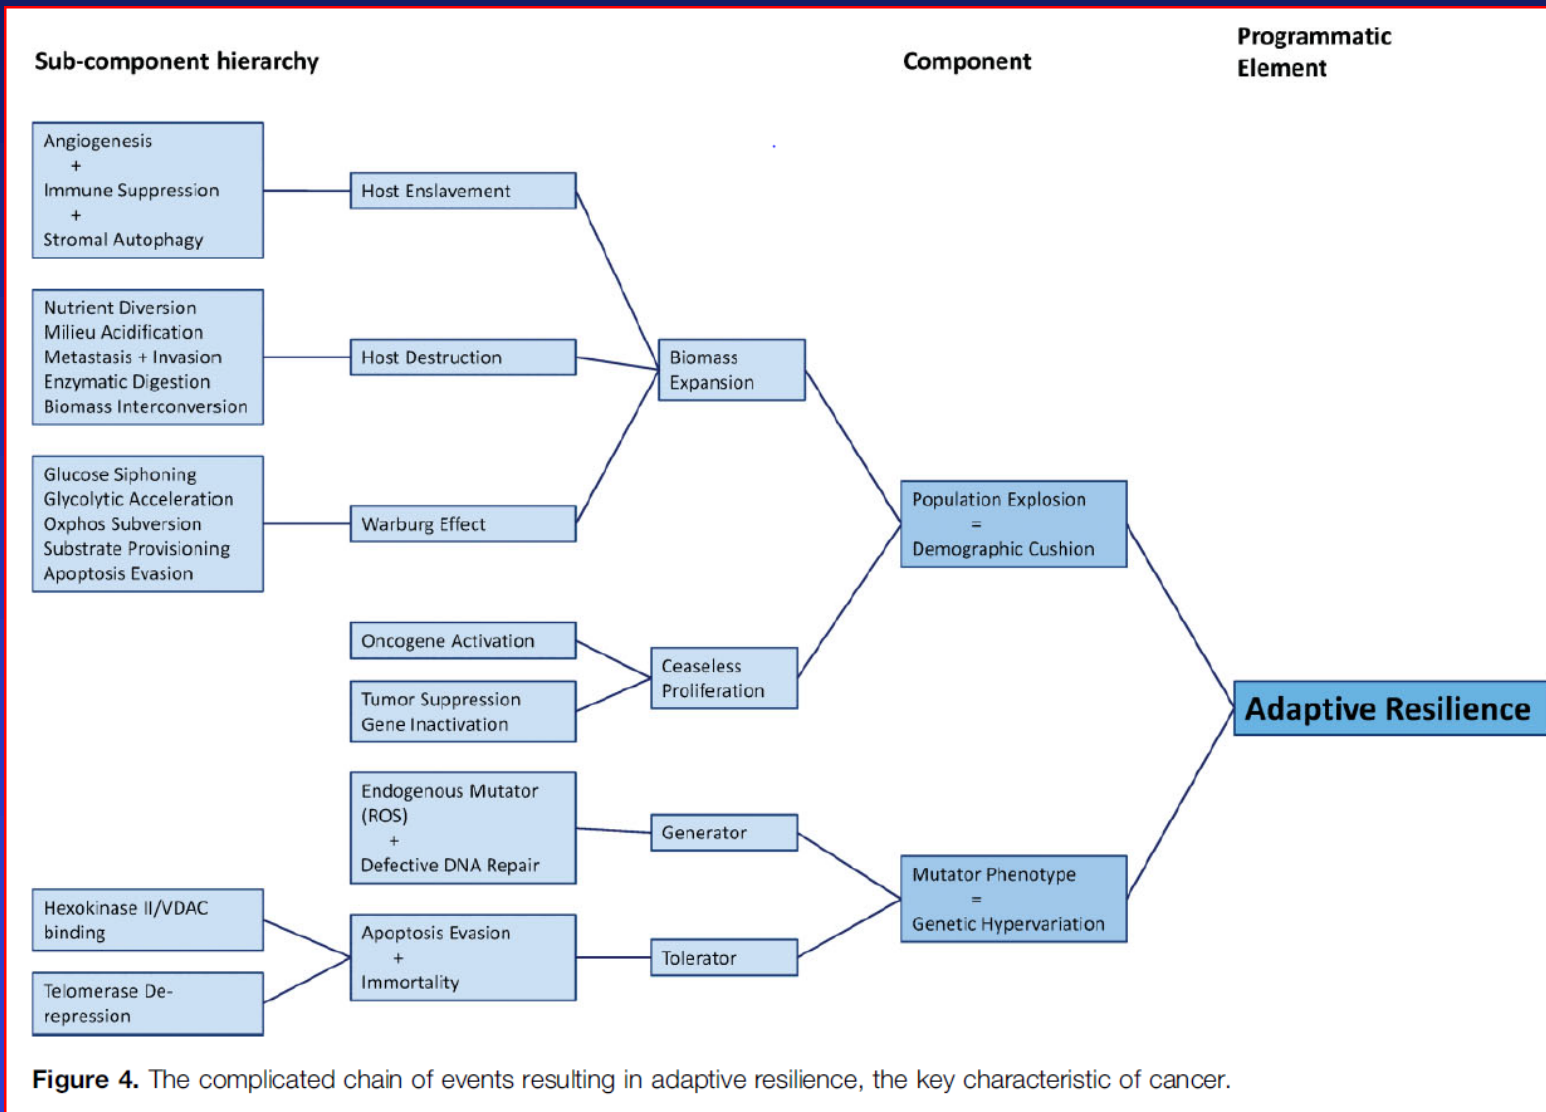 Sub-component hierarchy
Component
Programmatic
Element
Angiogenesis
+
Immune Suppression
+
Stromal Autophagy
Host Enslavement
Nutrient Diversion
Milieu Acidification
Metastasis + Invasion
Enzymatic Digestion
Biomass Interconversion
Host Destruction
Biomass
Expansion
Glucose Siphoning
Glycolytic Acceleration
Oxphos Subversion
Substrate Provisioning
Apoptosis Evasion
Warburg Effect
Population Explosion
=
Demographic Cushion
Oncogene Activation
Tumor Suppression
Gene Inactivation
Ceaseless
Proliferation
Adaptive Resilience
Endogenous Mutator
(ROS)
+
Defective DNA Repair
Generator
Mutator Phenotype
=
Genetic Hypervariation
Hexokinase II/VDAC
binding
Telomerase De-
repression
Apoptosis Evasion
+
Immortality
Tolerator
Figure 4. The complicated chain of events resulting in adaptive resilience, the key characteristic of cancer.